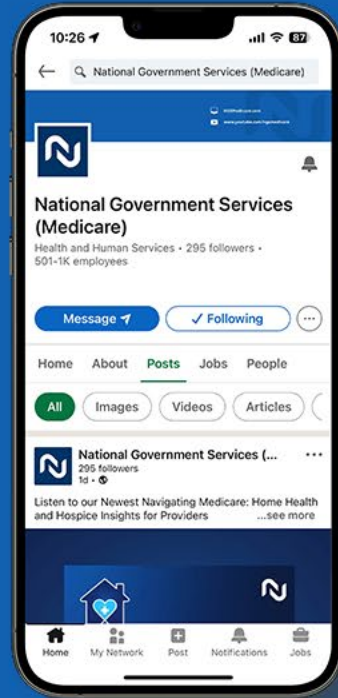 10:26
87
National Government Services (Medicare)
National Government Services
(Medicare)
Health and Human Services • 295 followers •
501-1K employees
Message
Following
Home About Posts Jobs People
All Images Videos Articles
National Government Services (...
295 followers
1d •
Listen to our Newest Navigating Medicare: Home Health
and Hospice Insights for Providers ...see more
Home My Network Post Notifications Jobs